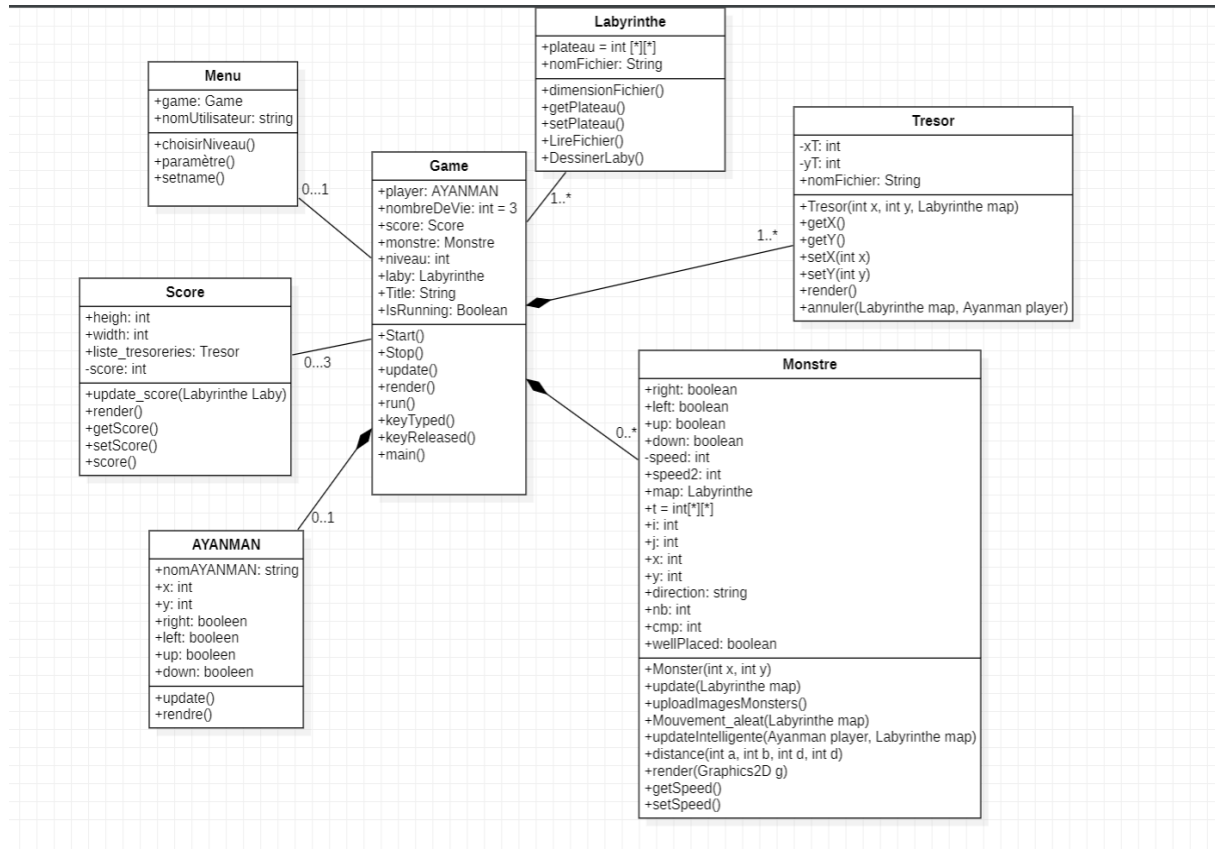 Labyrinthe
+plateau = int [*][*]
+nomFichier: String
+dimensionFichier()
+getPlateau()
+setPlateau()
+LireFichier()
+DessinerLaby()
Menu
+game: Game
+nomUtilisateur: string
+choisirNiveau()
+paramètre()
+setname()
0...1
Game
+player: AYANMAN
+nombreDeVie: int = 3
+score: Score
+monstre: Monstre
+niveau: int
+laby: Labyrinthe
+Title: String
+IsRunning: Boolean
+Start()
+Stop()
+update()
+render()
+run()
+keyTyped()
+keyReleased()
+main()
1..*
Tresor
-xT: int
-yT: int
+nomFichier: String
+Tresor(int x, int y, Labyrinthe map)
+getX()
+getY()
+setX(int x)
+setY(int y)
+render()
+annuler(Labyrinthe map, Ayanman player)
1..*
Score
+heigh: int
+width: int
+liste_tresoreries: Tresor
-score: int
+update_score(Labyrinthe Laby)
+render()
+getScore()
+setScore()
+score()
0...3
Monstre
+right: boolean
+left: boolean
+up: boolean
+down: boolean
-speed: int
+speed2: int
+map: Labyrinthe
+t = int[*][*]
+i: int
+j: int
+x: int
+y: int
+direction: string
+nb: int
+cmp: int
+wellPlaced: boolean
+Monster(int x, int y)
+update(Labyrinthe map)
+uploadImagesMonsters()
+Mouvement_aleat(Labyrinthe map)
+updateIntelligente(Ayanman player, Labyrinthe map)
+distance(int a, int b, int d, int d)
+render(Graphics2D g)
+getSpeed()
+setSpeed()
0..*
0..1
AYANMAN
+nomAYANMAN: string
+x: int
+y: int
+right: booleen
+left: booleen
+up: booleen
+down: booleen
+update()
+rendre()